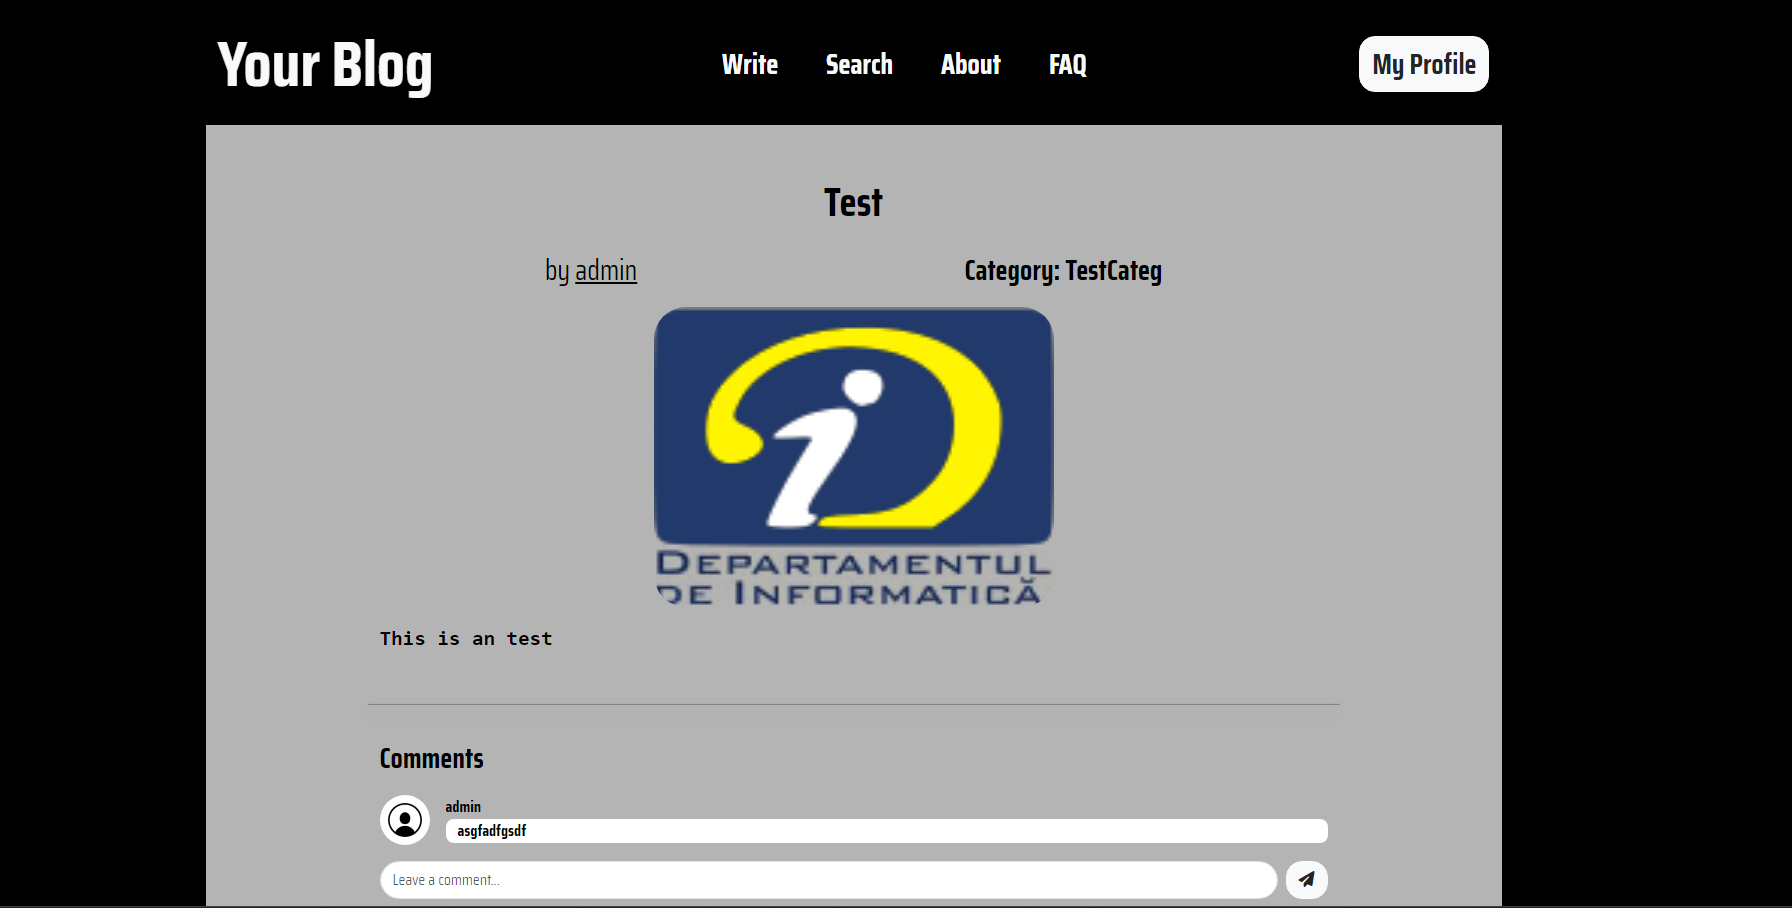 Your Blog
Write
Search
About
FAQ
My Profile
Test
by admin
Category: TestCateg
DEPARTAMENTUL
DE INFORMATICĂ
This is an test
Comments
admin
asgfadfgsdf
Leave a comment...